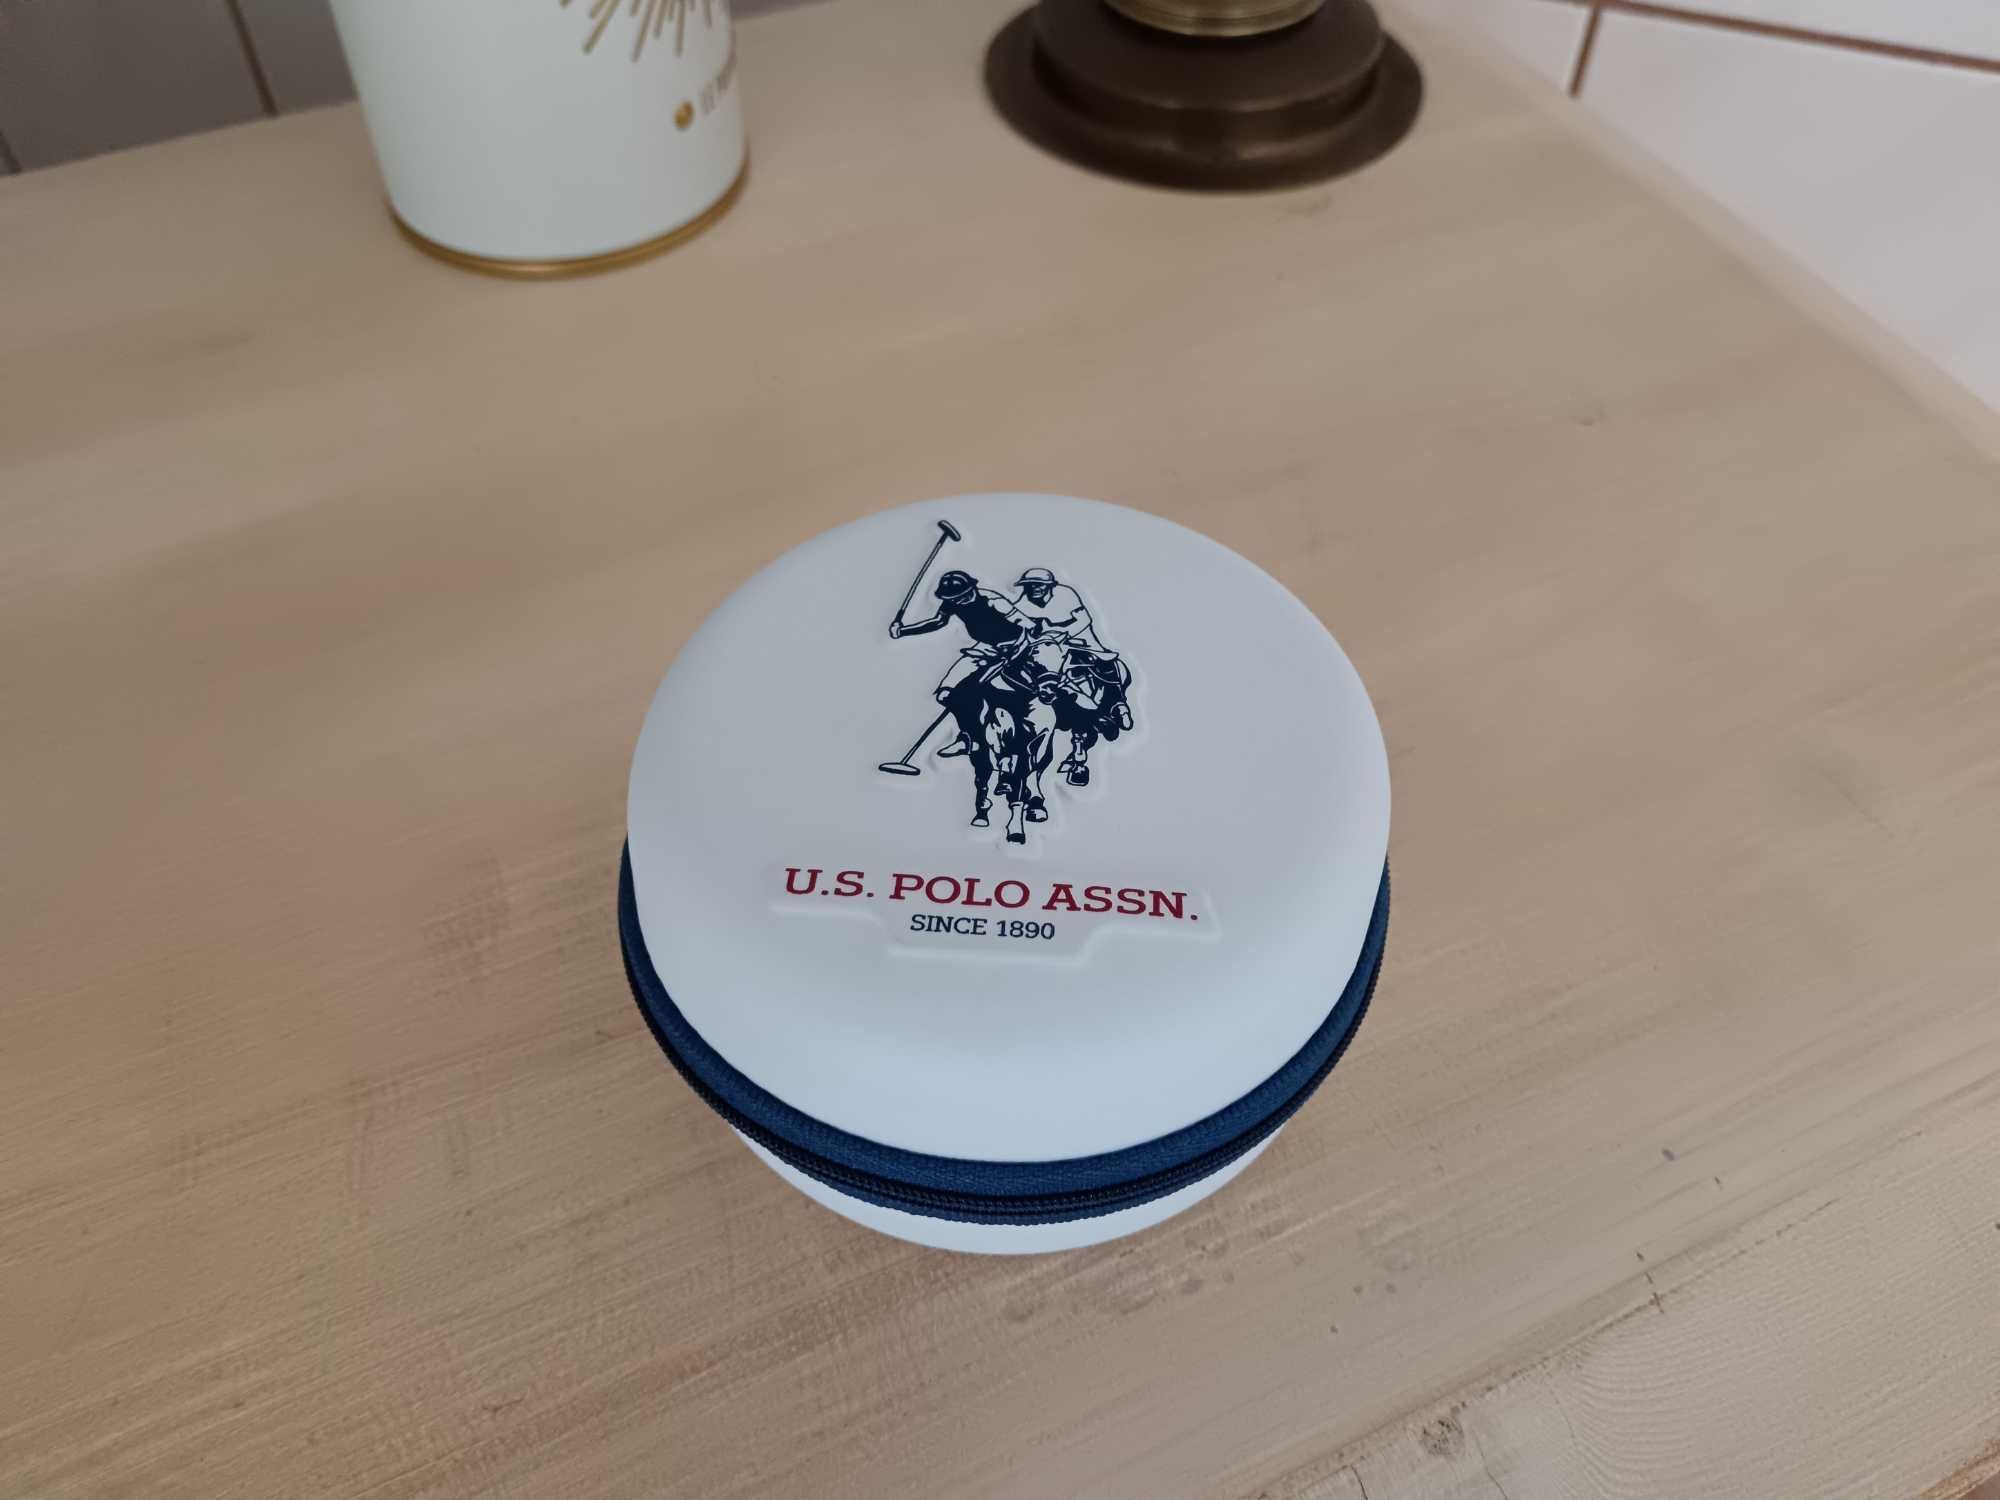 U.S. POLO ASSN.
SINCE 1890